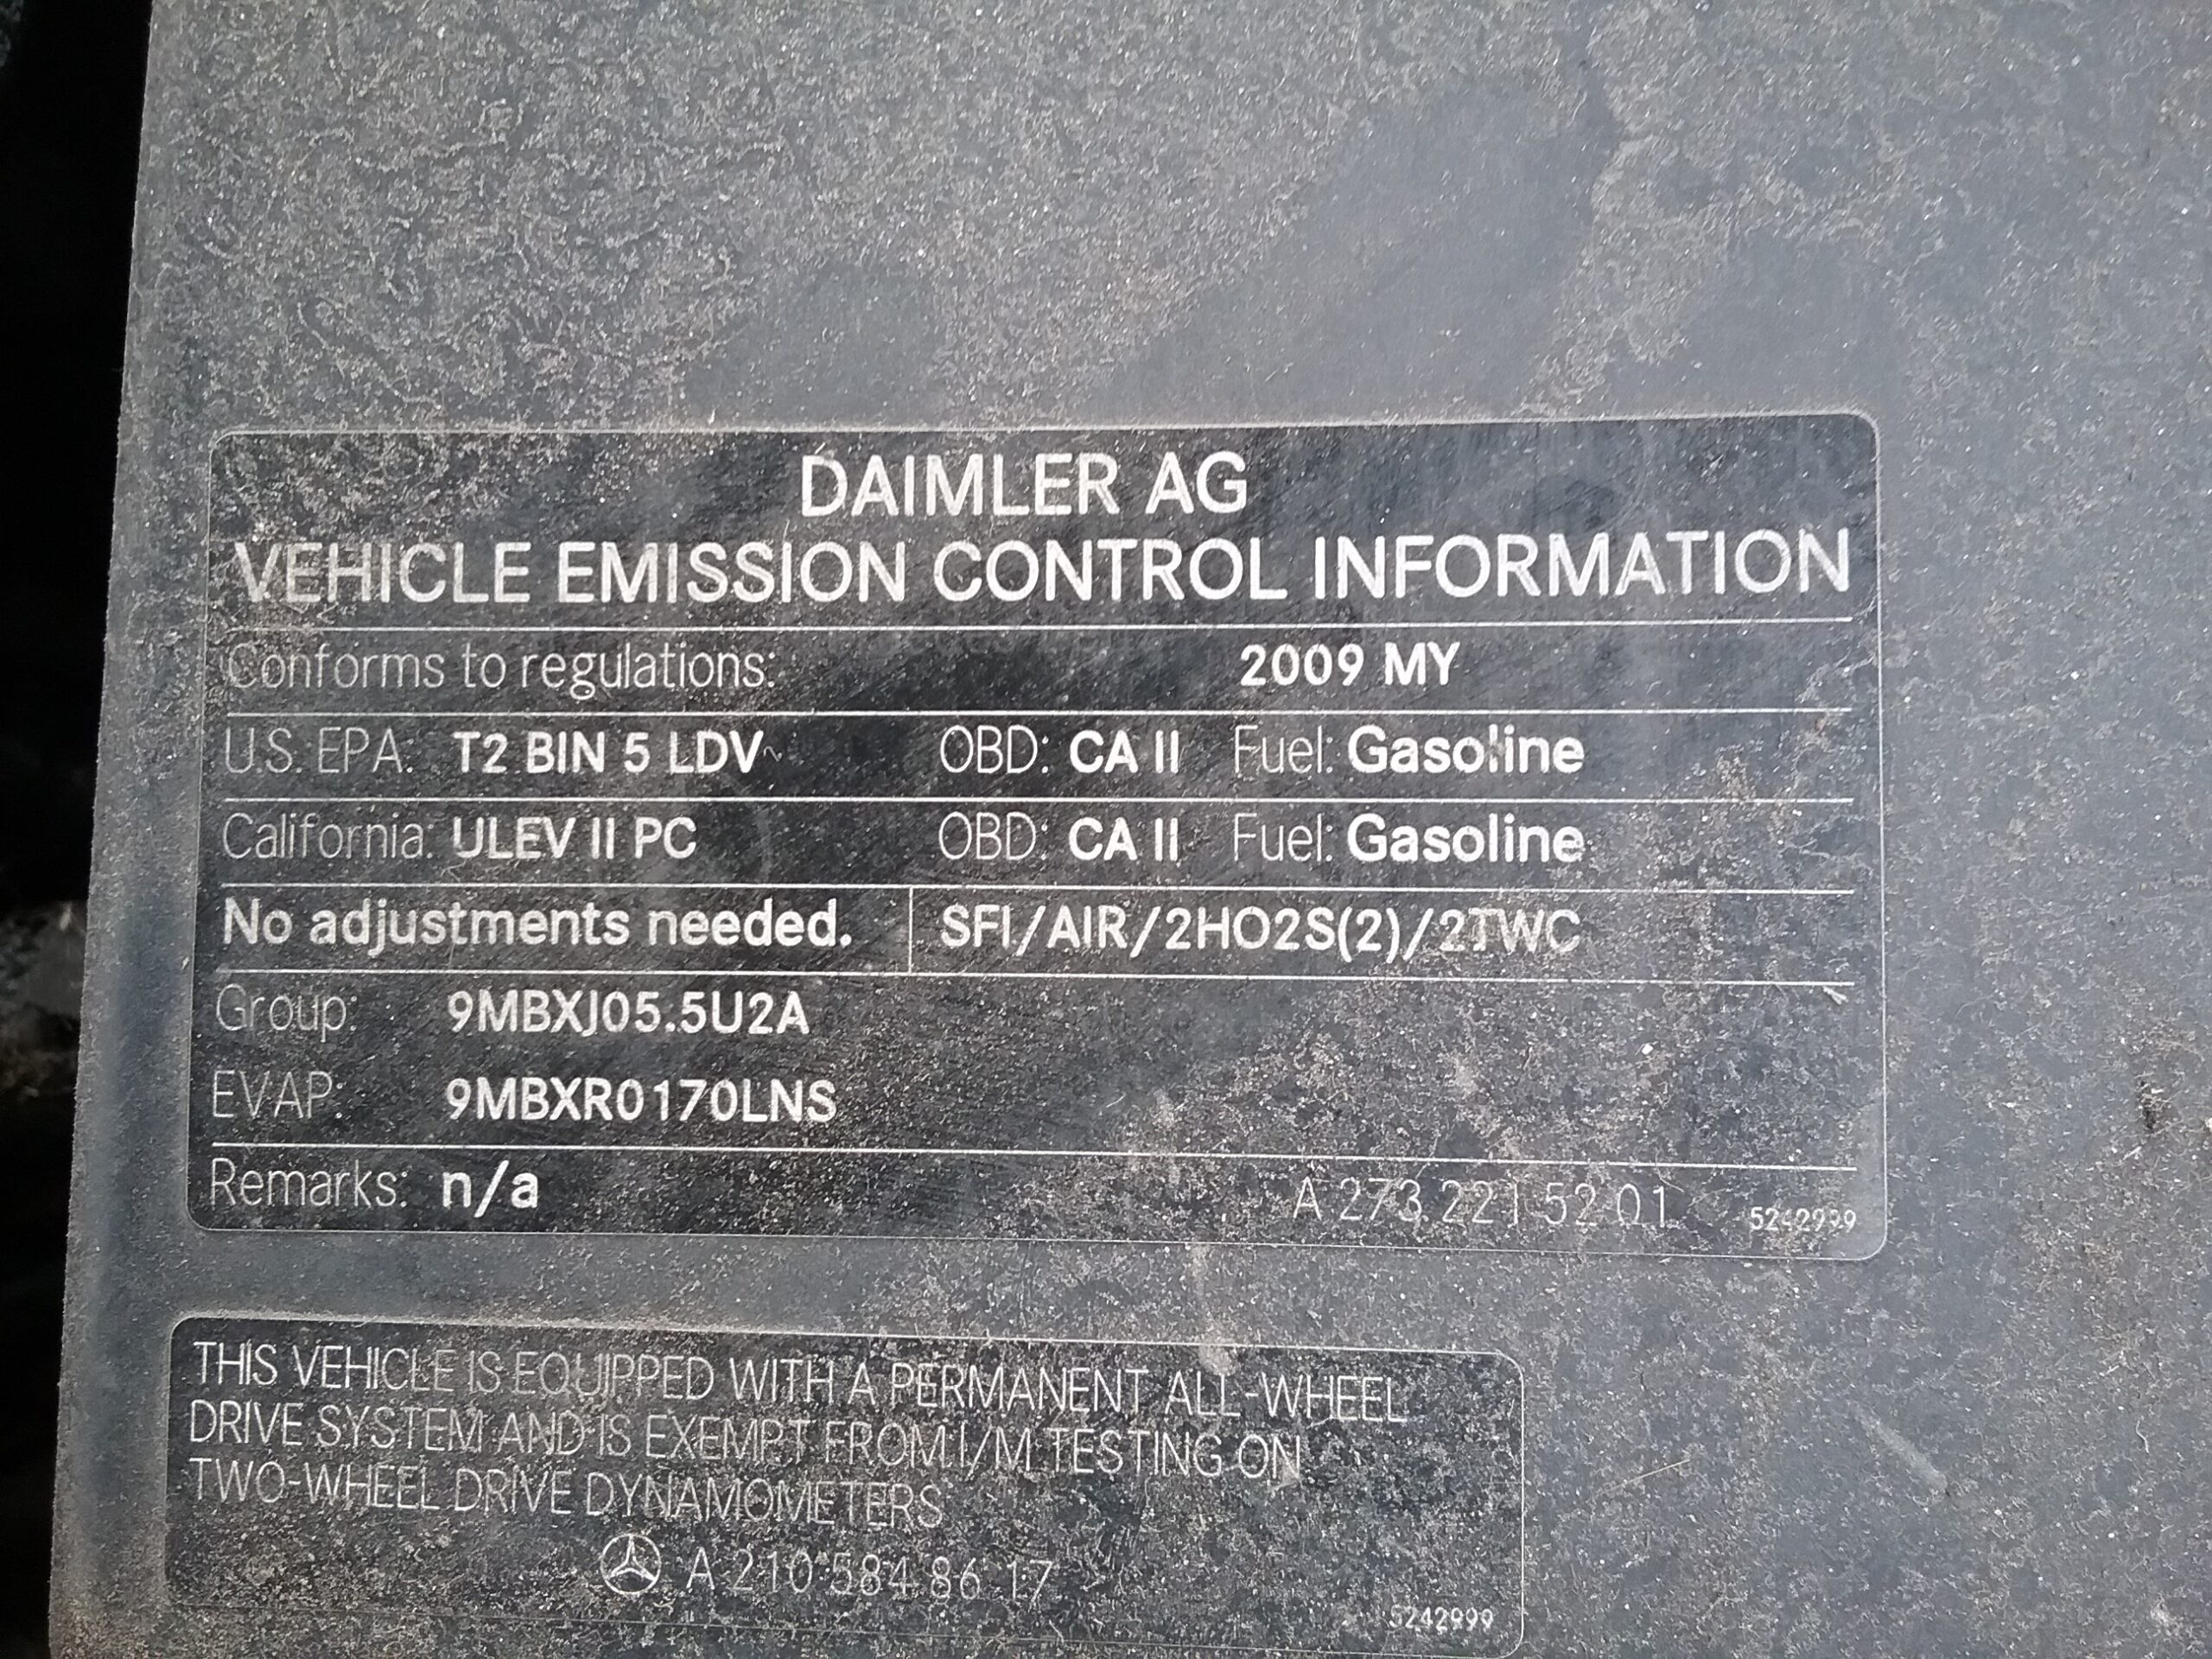 DAIMLER AG
VEHICLE EMISSION CONTROL INFORMATION
Conforms to regulations: 2009 MY
U.S. EPA: T2 BIN 5 LDV OBD: CA II Fuel: Gasoline
California: ULEV II PC OBD: CA II Fuel: Gasoline
No adjustments needed. SFI/AIR/2HO2S(2)/2TWC
Group: 9MBXJ05.5U2A
EVAP: 9MBXR0170LNS
Remarks: n/a A 273 221 52 01 5242999
THIS VEHICLE IS EQUIPPED WITH A PERMANENT ALL-WHEEL
DRIVE SYSTEM AND IS EXEMPT FROM I/M TESTING ON
TWO-WHEEL DRIVE DYNAMOMETERS
A 210 584 86 17
5242999